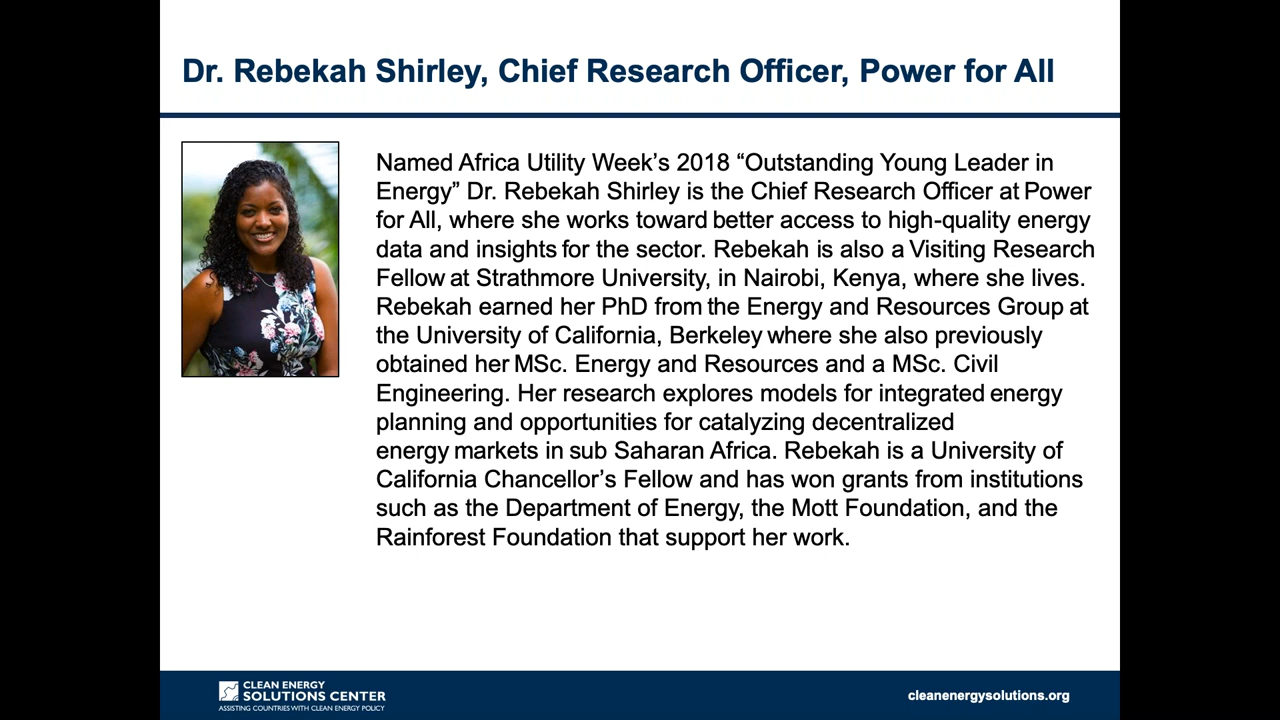 Dr. Rebekah Shirley, Chief Research Officer, Power for All
Named Africa Utility Week’s 2018 “Outstanding Young Leader in
Energy” Dr. Rebekah Shirley is the Chief Research Officer at Power
for All, where she works toward better access to high-quality energy
data and insights for the sector. Rebekah is also a Visiting Research
Fellow at Strathmore University, in Nairobi, Kenya, where she lives.
Rebekah earned her PhD from the Energy and Resources Group at
the University of California, Berkeley where she also previously
obtained her MSc. Energy and Resources and a MSc. Civil
Engineering. Her research explores models for integrated energy
planning and opportunities for catalyzing decentralized
energy markets in sub Saharan Africa. Rebekah is a University of
California Chancellor’s Fellow and has won grants from institutions
such as the Department of Energy, the Mott Foundation, and the
Rainforest Foundation that support her work.
CLEAN ENERGY
SOLUTIONS CENTER
ASSISTING COUNTRIES WITH CLEAN ENERGY POLICY
cleanenergysolutions.org